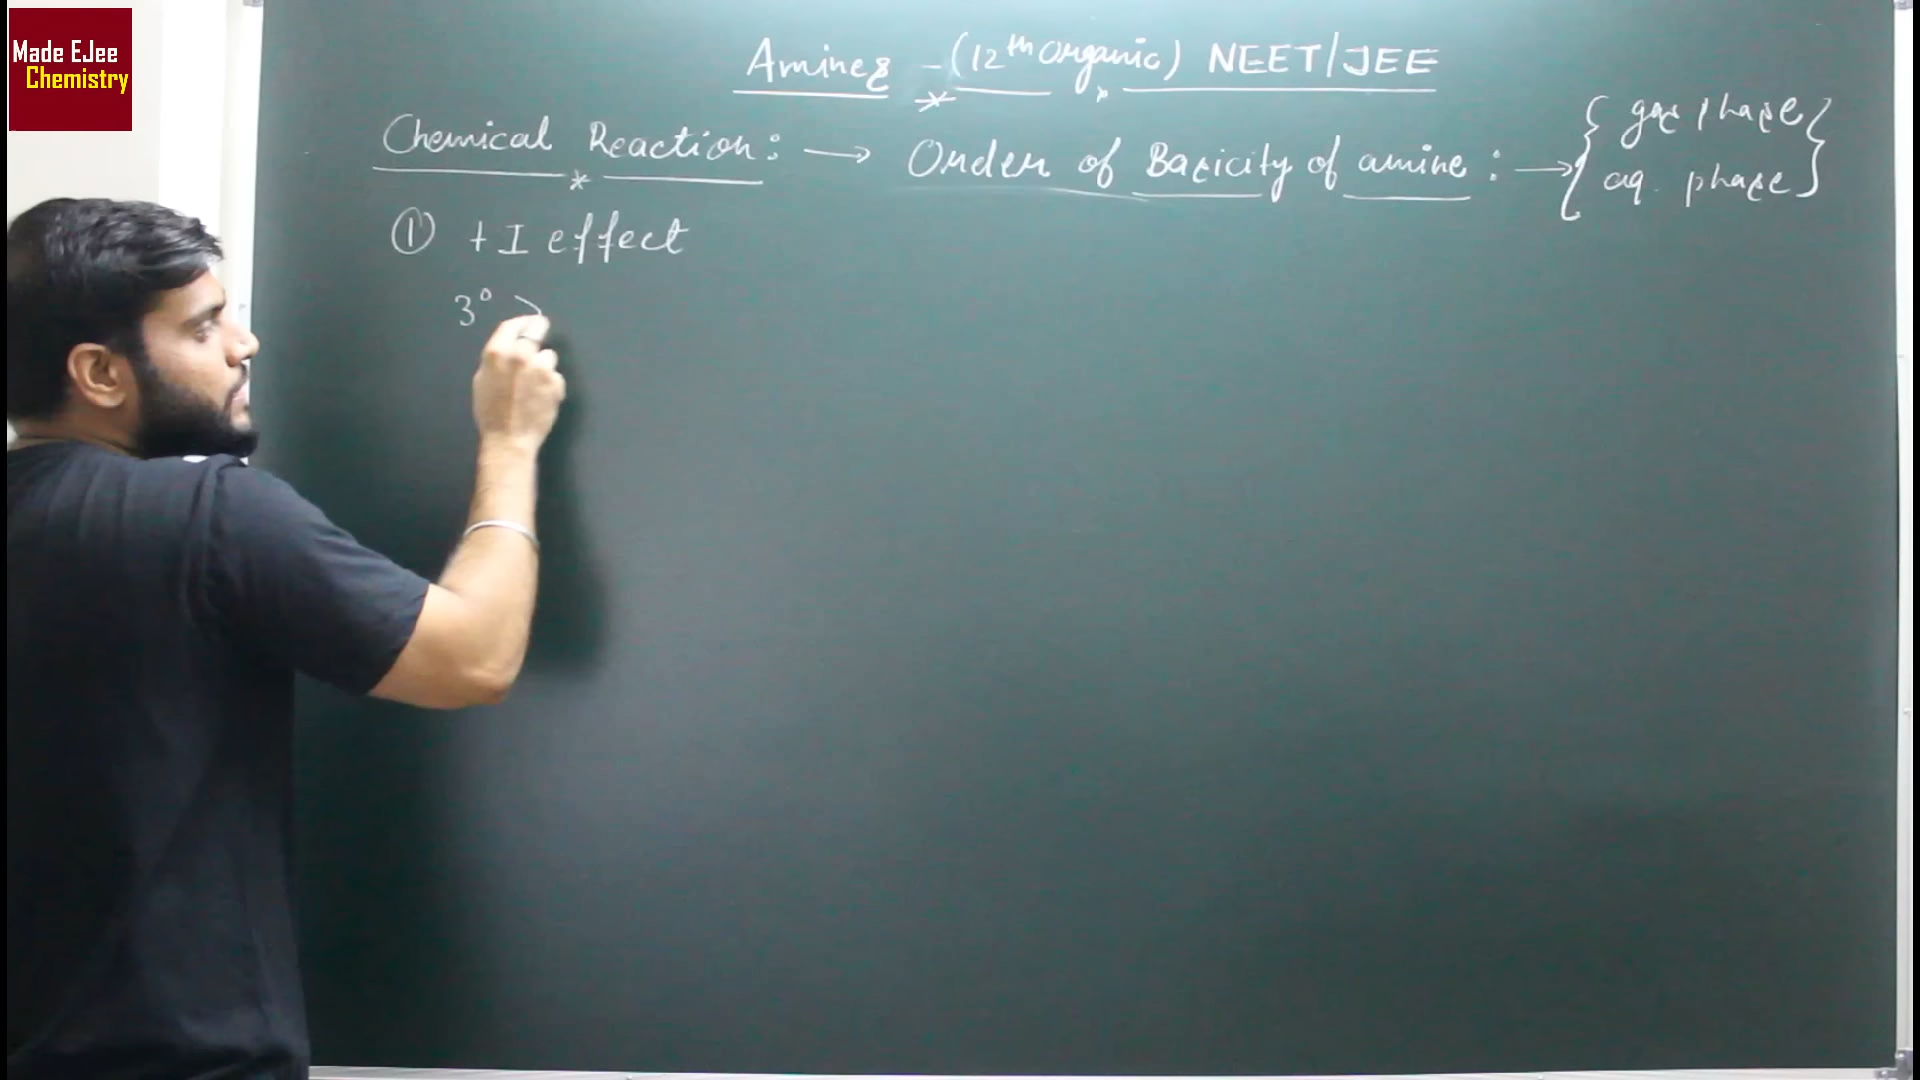 Made EJee
Chemistry
Amines - (12th organic) NEET/JEE
Chemical Reaction: → Order of Basicity of amine: → { gas phase }
aq. phase
① +I effect
3° >